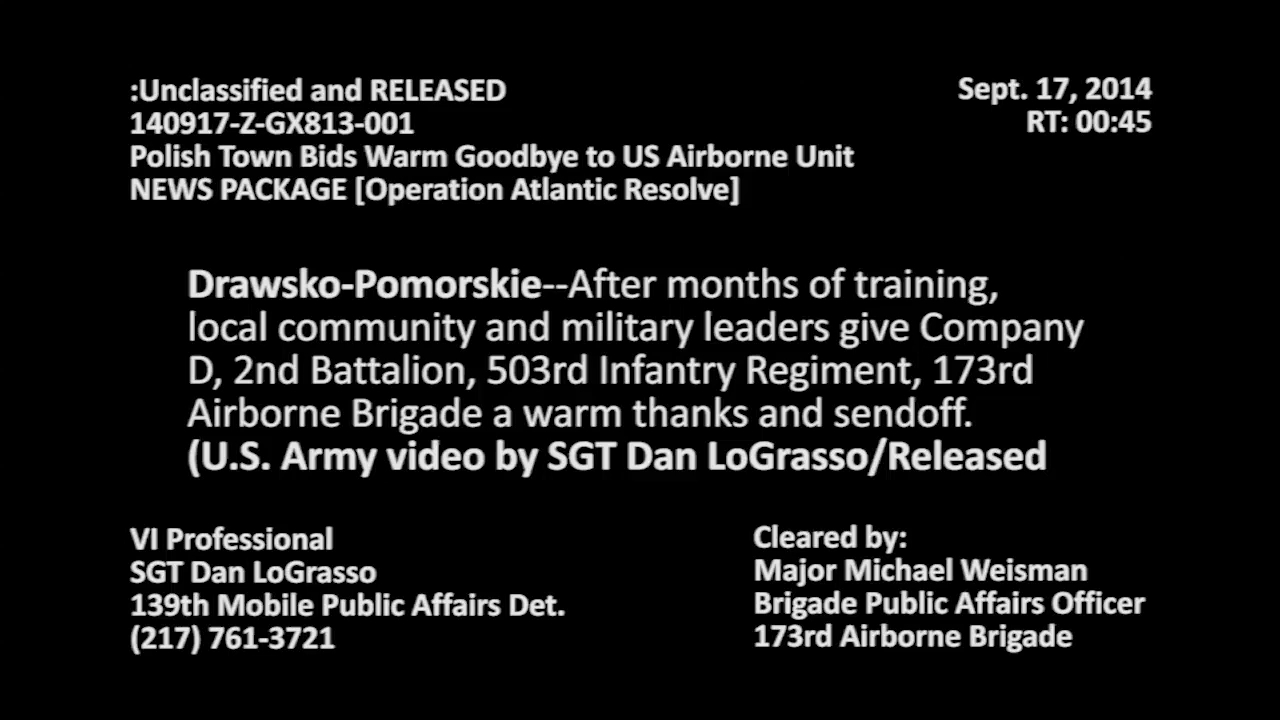 :Unclassified and RELEASED
140917-Z-GX813-001
Polish Town Bids Warm Goodbye to US Airborne Unit
NEWS PACKAGE [Operation Atlantic Resolve]
Sept. 17, 2014
RT: 00:45
Drawsko-Pomorskie--After months of training,
local community and military leaders give Company
D, 2nd Battalion, 503rd Infantry Regiment, 173rd
Airborne Brigade a warm thanks and sendoff.
(U.S. Army video by SGT Dan LoGrasso/Released
VI Professional
SGT Dan LoGrasso
139th Mobile Public Affairs Det.
(217) 761-3721
Cleared by:
Major Michael Weisman
Brigade Public Affairs Officer
173rd Airborne Brigade